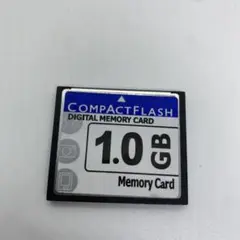 COMPACTFLASH
DIGITAL MEMORY CARD
1.0 GB
Memory Card